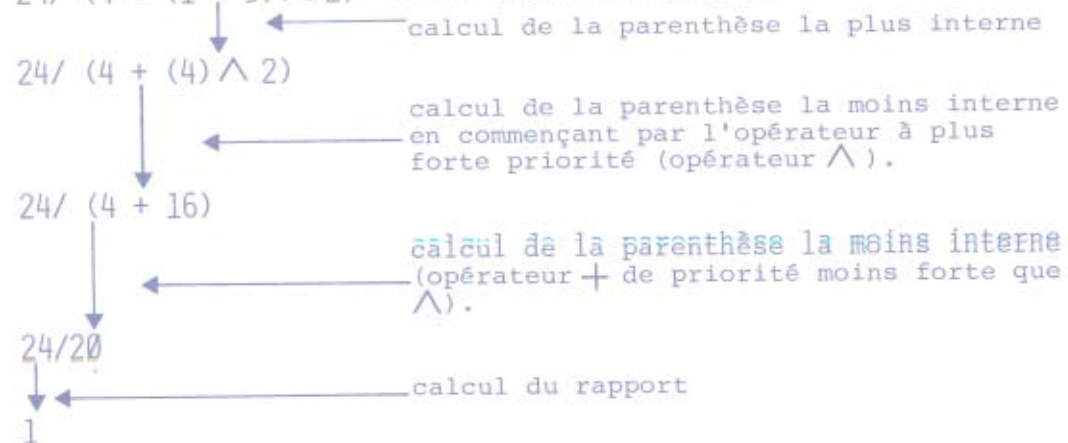 calcul de la parenthèse la plus interne
24/ (4 + (4) ∧ 2)
calcul de la parenthèse la moins interne
en commençant par l'opérateur à plus
forte priorité (opérateur ∧ ).
24/ (4 + 16)
calcul de la parenthèse la moins interne
(opérateur + de priorité moins forte que
∧).
24/20
calcul du rapport
1